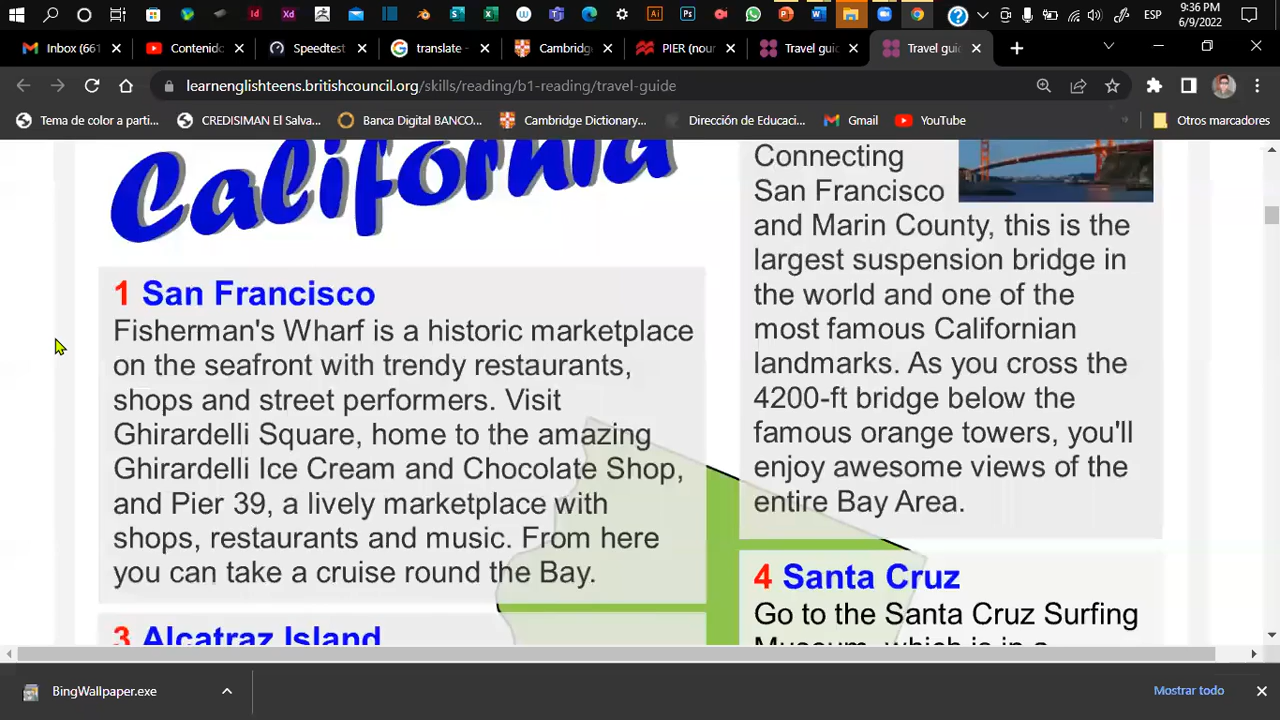 9:36 PM
ESP
6/9/2022
Inbox (661
Contenido
Speedtest
translate -
Cambridg
PIER (noun
Travel guid
Travel guid
learnenglishteens.britishcouncil.org/skills/reading/b1-reading/travel-guide
Tema de color a parti...
CREDISIMAN El Salva...
Banca Digital BANCO...
Cambridge Dictionary...
Dirección de Educaci...
Gmail
YouTube
Otros marcadores
California
1 San Francisco
Fisherman's Wharf is a historic marketplace
on the seafront with trendy restaurants,
shops and street performers. Visit
Ghirardelli Square, home to the amazing
Ghirardelli Ice Cream and Chocolate Shop,
and Pier 39, a lively marketplace with
shops, restaurants and music. From here
you can take a cruise round the Bay.
3 Alcatraz Island
Connecting
San Francisco
and Marin County, this is the
largest suspension bridge in
the world and one of the
most famous Californian
landmarks. As you cross the
4200-ft bridge below the
famous orange towers, you'll
enjoy awesome views of the
entire Bay Area.
4 Santa Cruz
Go to the Santa Cruz Surfing
Museum, which is in a
BingWallpaper.exe
Mostrar todo